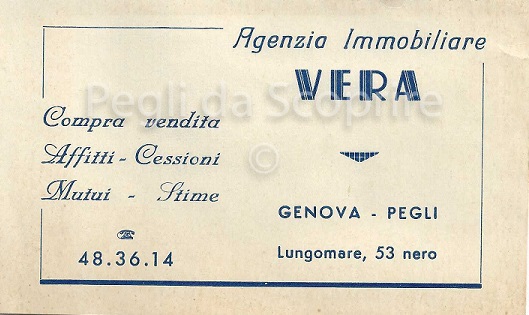 Agenzia Immobiliare
VERA
Pegli da Scoprire
©
Compra vendita
Affitti - Cessioni
Mutui - Stime
☎
48.36.14
GENOVA - PEGLI
Lungomare, 53 nero